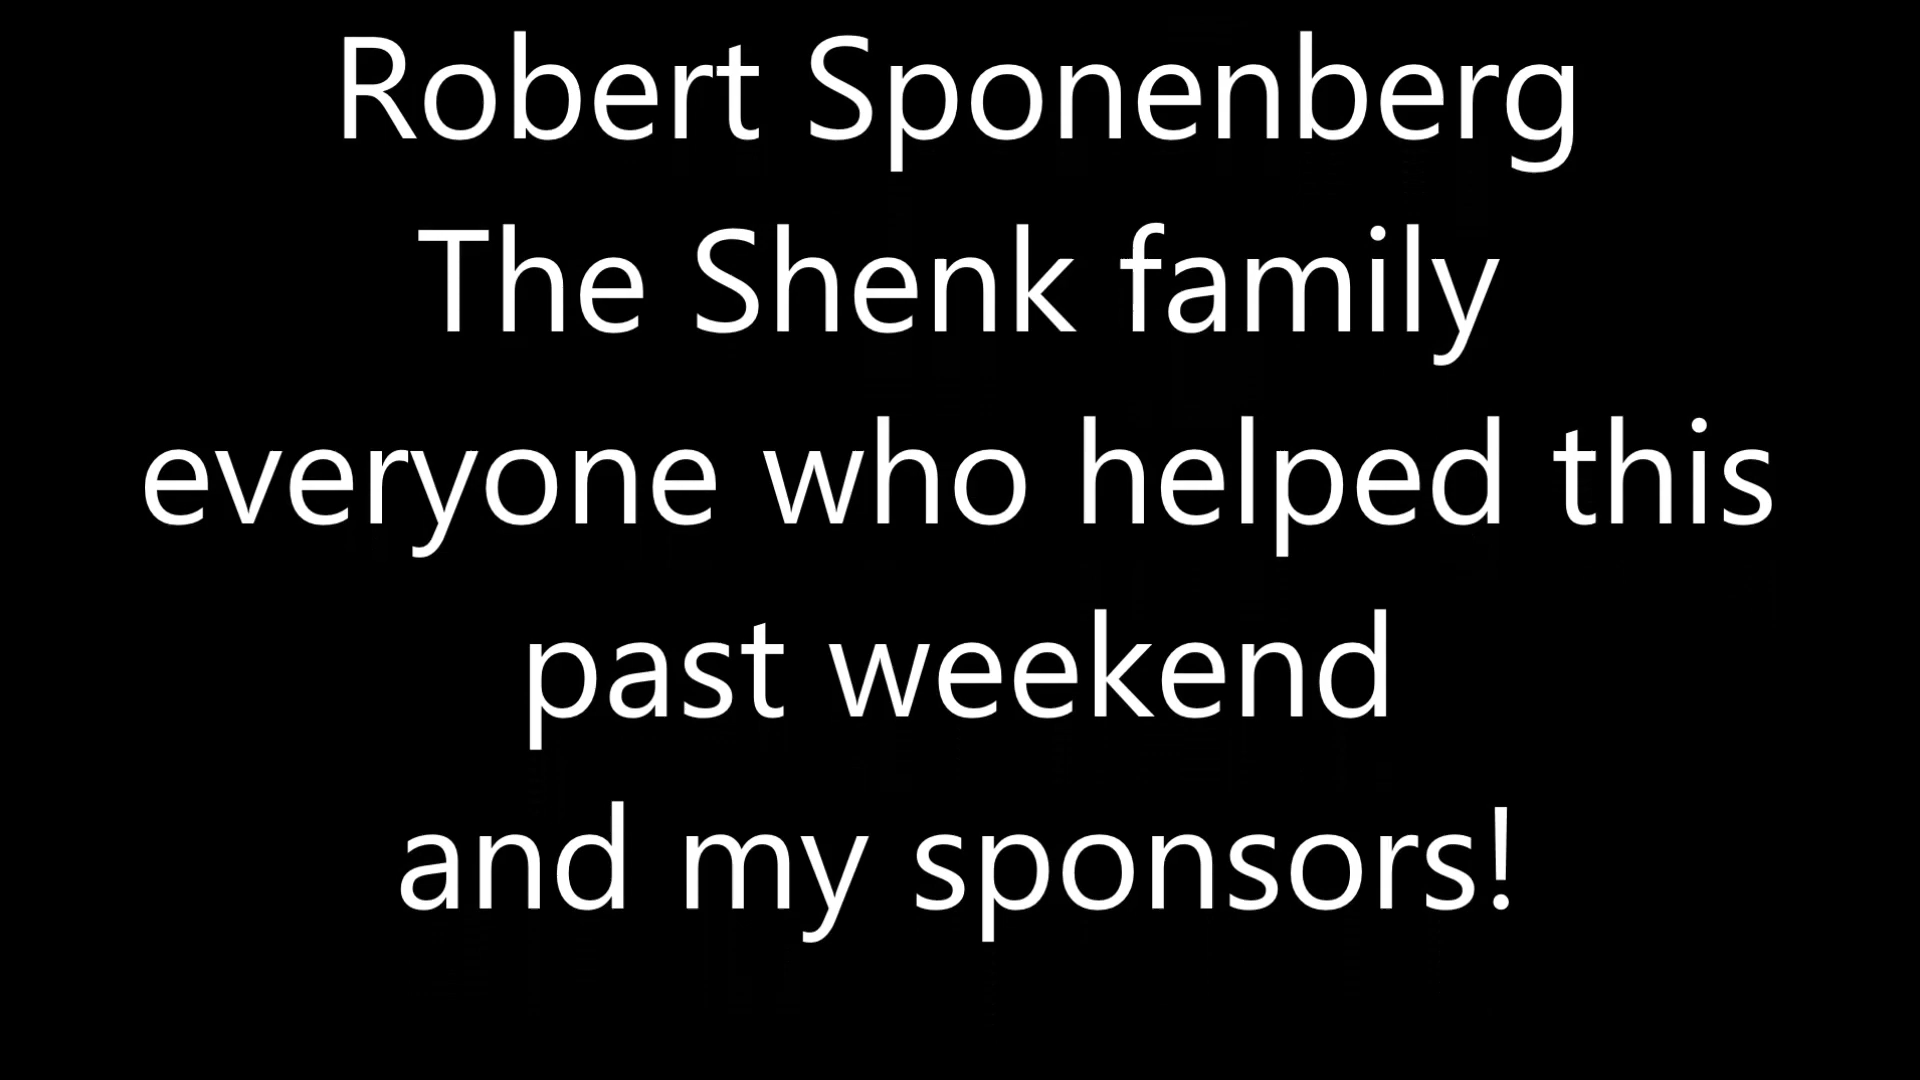 Robert Sponenberg
The Shenk family
everyone who helped this
past weekend
and my sponsors!